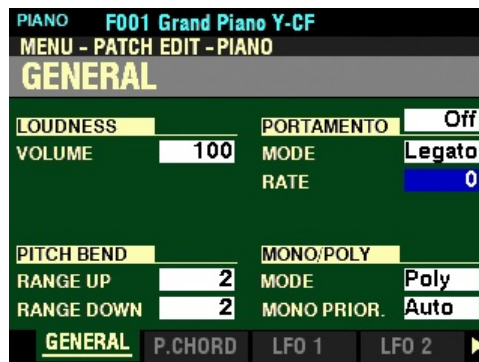 PIANO F001 Grand Piano Y-CF
MENU - PATCH EDIT - PIANO
GENERAL
LOUDNESS
VOLUME 100
PORTAMENTO Off
MODE Legato
RATE 0
PITCH BEND
RANGE UP 2
RANGE DOWN 2
MONO/POLY
MODE Poly
MONO PRIOR. Auto
GENERAL P.CHORD LFO 1 LFO 2